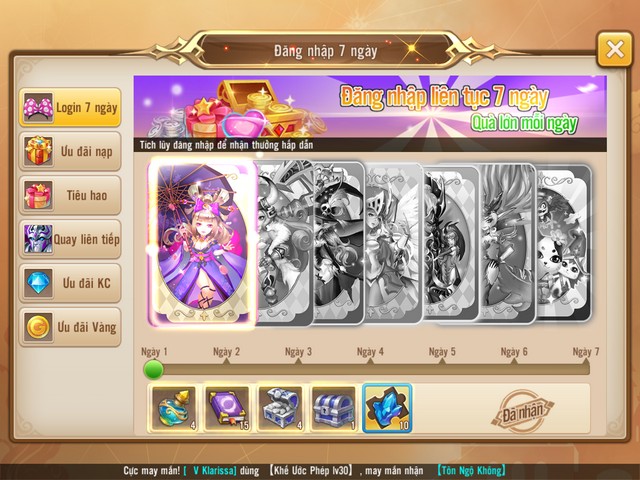 Đăng nhập 7 ngày
Login 7 ngày
Ưu đãi nạp
Tiêu hao
Quay liên tiếp
Ưu đãi KC
Ưu đãi Vàng
Đăng nhập liên tục 7 ngày
Quà lớn mỗi ngày
Tích lũy đăng nhập để nhận thưởng hấp dẫn
Ngày 1 Ngày 2 Ngày 3 Ngày 4 Ngày 5 Ngày 6 Ngày 7
4 15 4 1 10
Đã nhận
Cực may mắn! [ V Klarissa] dùng 【Khế Ước Phép lv30】 , may mắn nhận 【Tôn Ngộ Không】